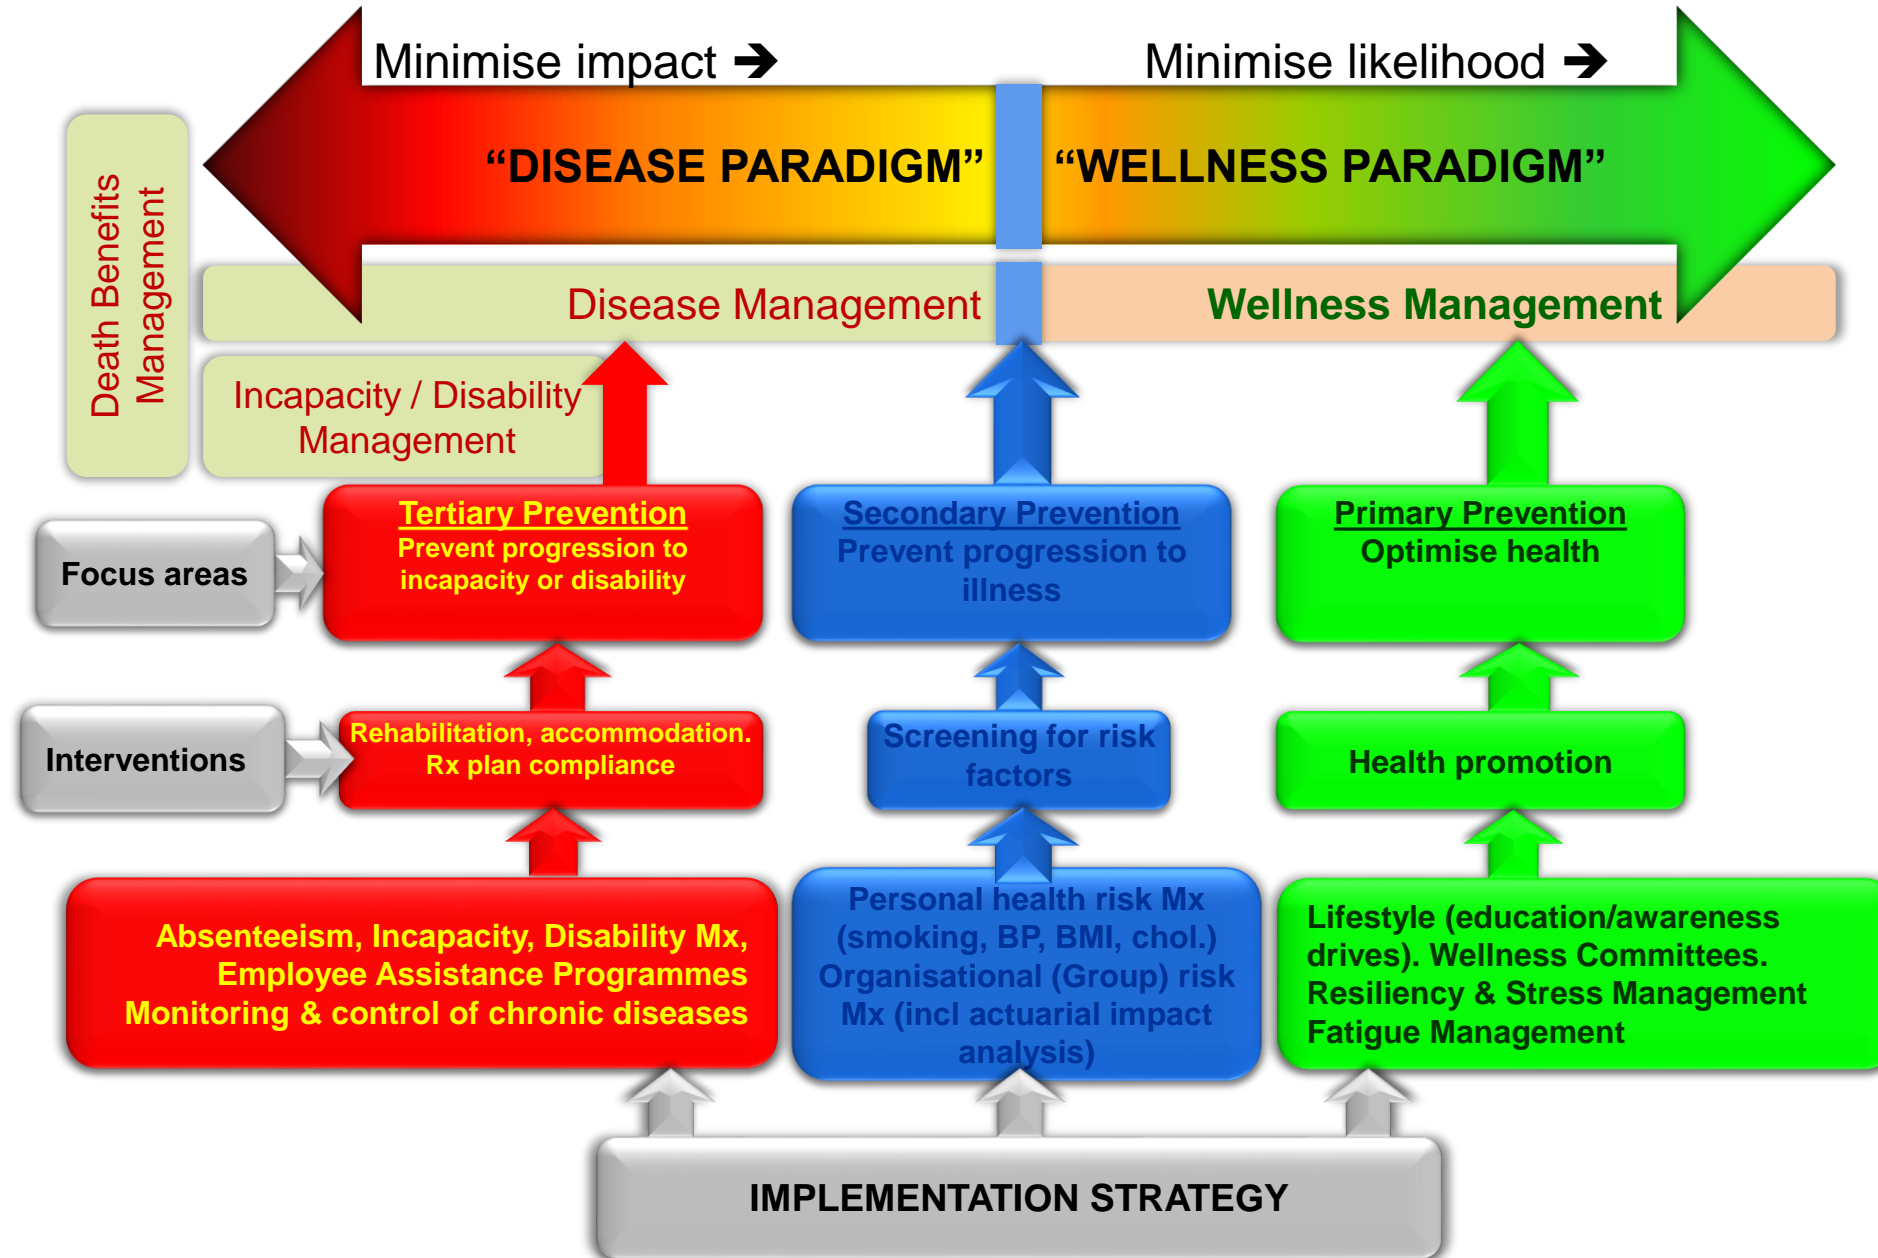 Minimise impact ➔
Minimise likelihood ➔
“DISEASE PARADIGM”
“WELLNESS PARADIGM”
Death Benefits
Management
Disease Management
Wellness Management
Incapacity / Disability
Management
Focus areas
Tertiary Prevention
Prevent progression to
incapacity or disability
Secondary Prevention
Prevent progression to
illness
Primary Prevention
Optimise health
Interventions
Rehabilitation, accommodation.
Rx plan compliance
Screening for risk
factors
Health promotion
Absenteeism, Incapacity, Disability Mx,
Employee Assistance Programmes
Monitoring & control of chronic diseases
Personal health risk Mx
(smoking, BP, BMI, chol.)
Organisational (Group) risk
Mx (incl actuarial impact
analysis)
Lifestyle (education/awareness
drives). Wellness Committees.
Resiliency & Stress Management
Fatigue Management
IMPLEMENTATION STRATEGY